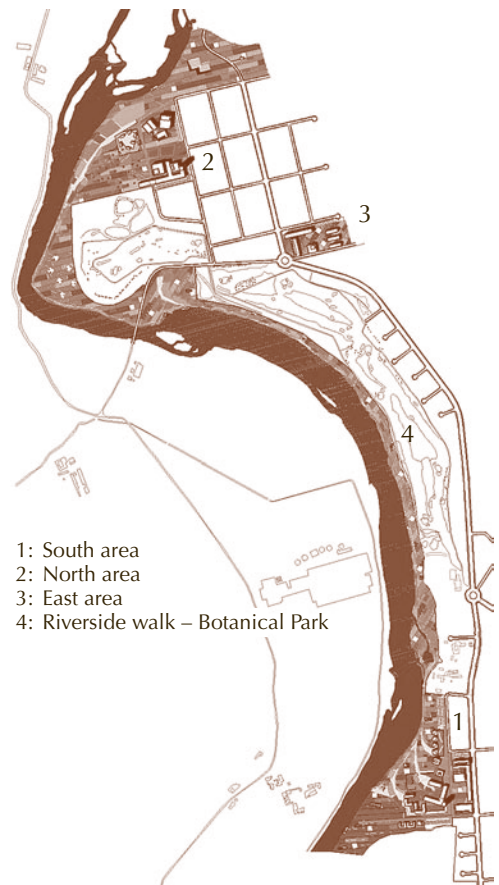 2
3
4
1: South area
2: North area
3: East area
4: Riverside walk – Botanical Park
1